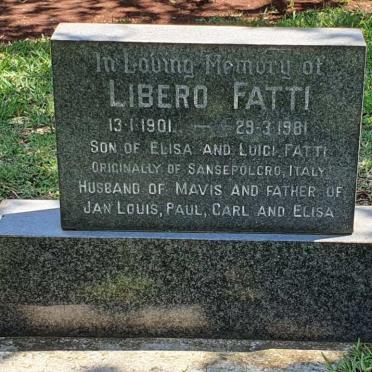 In Loving Memory of
LIBERO FATTI
13-1-1901 — 29-3-1981
SON OF ELISA AND LUIGI FATTI
ORIGINALLY OF SANSEPOLCRO, ITALY
HUSBAND OF MAVIS AND FATHER OF
JAN LOUIS, PAUL, CARL AND ELISA